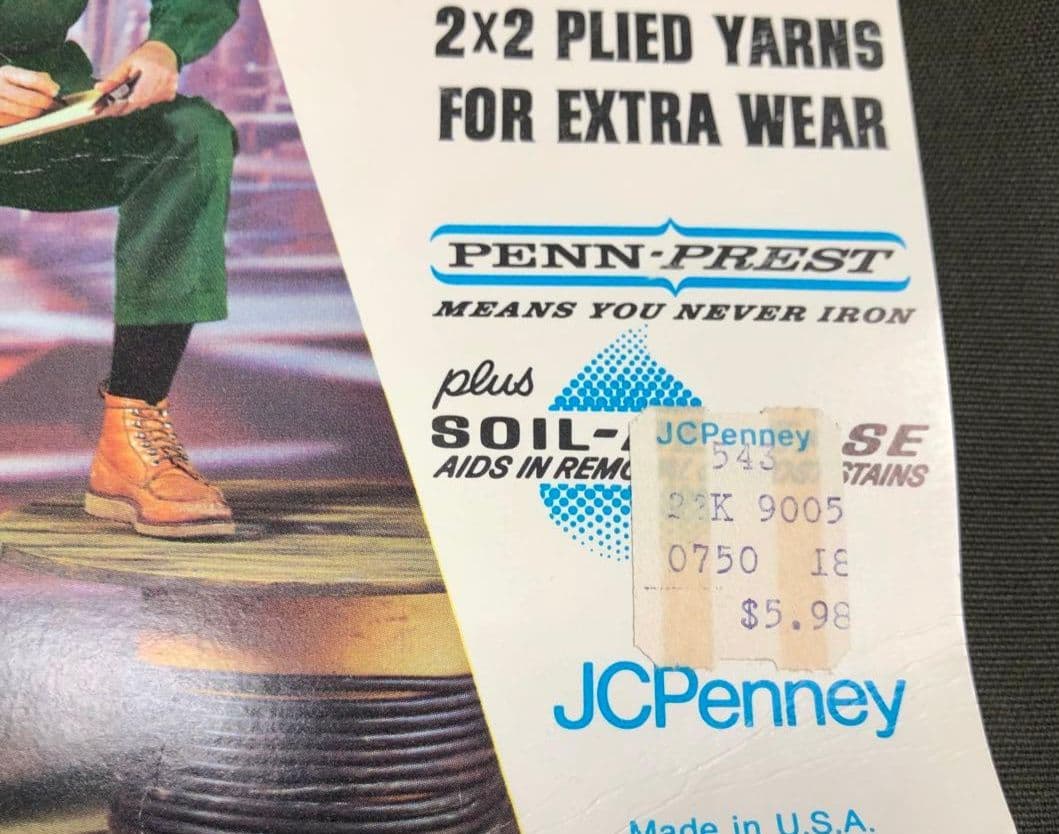 2X2 PLIED YARNS
FOR EXTRA WEAR
PENN-PREST
MEANS YOU NEVER IRON
plus
SOIL- SE
AIDS IN STAINS
JCPenney
543
K 9005
0750 18
$5.98
JCPenney
Made in U.S.A.